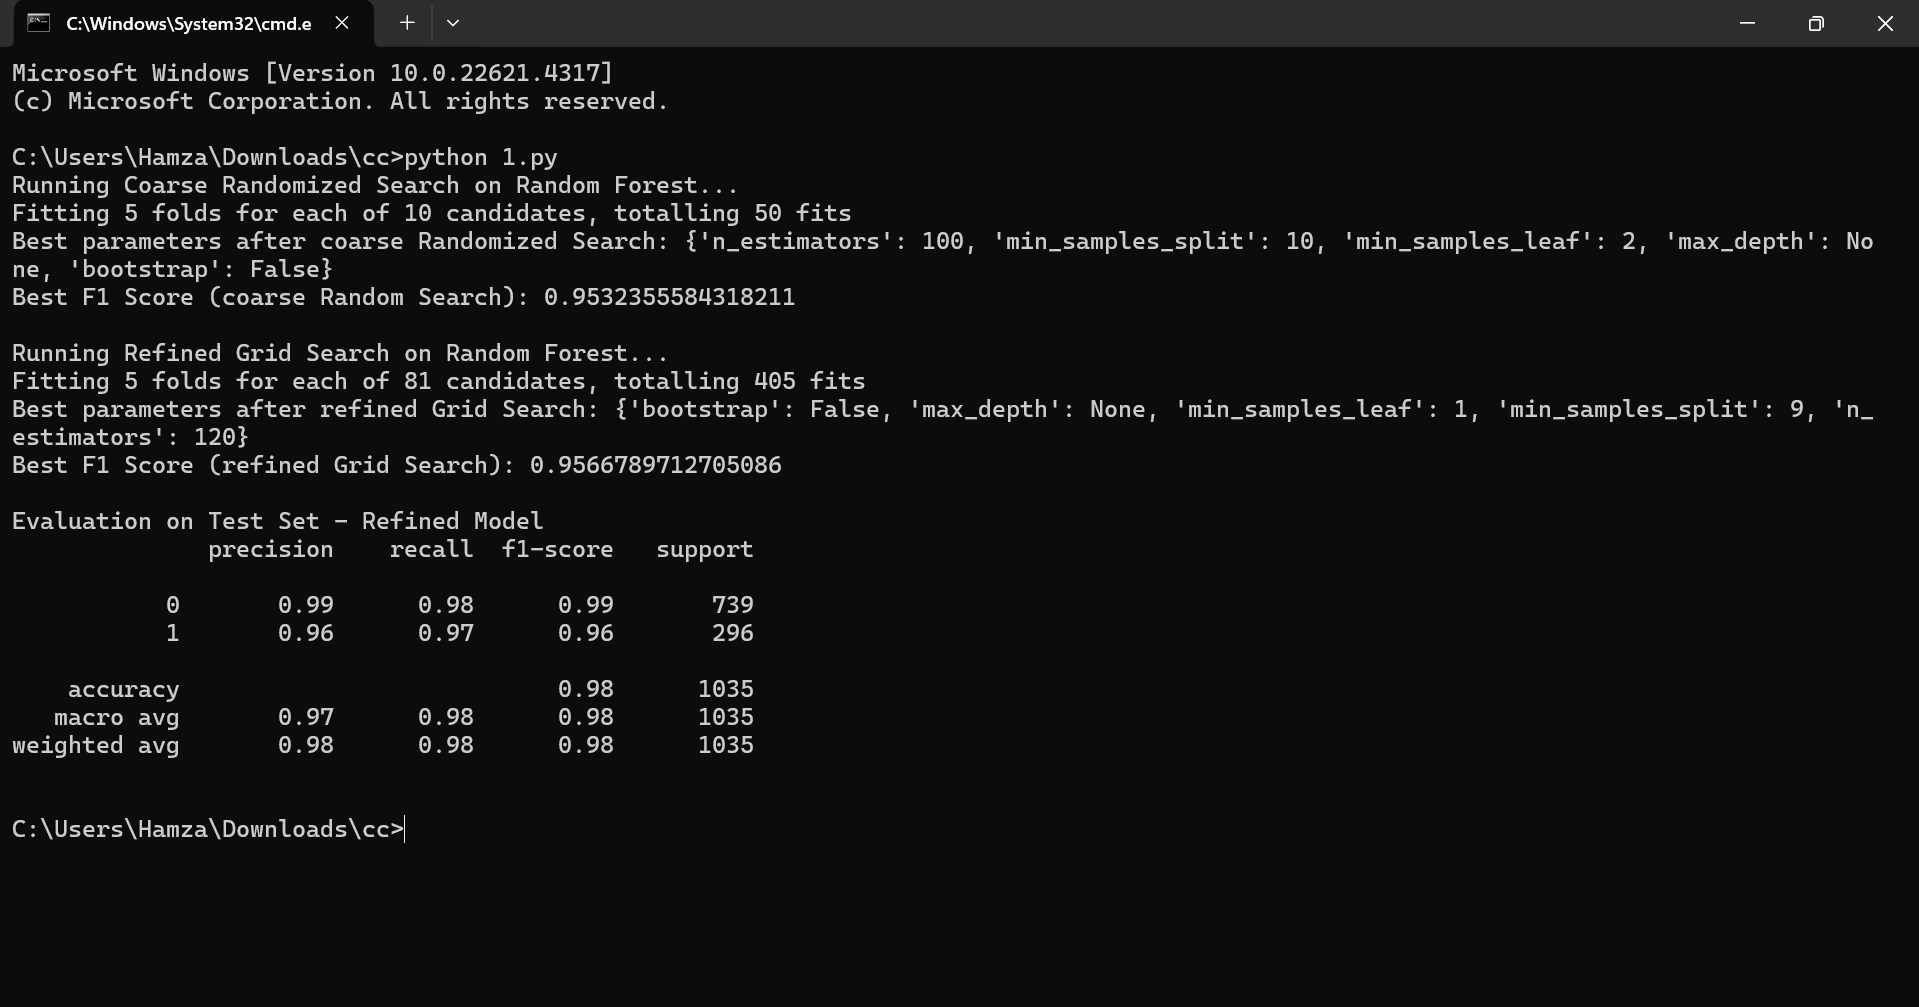 C:\Windows\System32\cmd.e
Microsoft Windows [Version 10.0.22621.4317]
(c) Microsoft Corporation. All rights reserved.
C:\Users\Hamza\Downloads\cc>python 1.py
Running Coarse Randomized Search on Random Forest...
Fitting 5 folds for each of 10 candidates, totalling 50 fits
Best parameters after coarse Randomized Search: {'n_estimators': 100, 'min_samples_split': 10, 'min_samples_leaf': 2, 'max_depth': No
ne, 'bootstrap': False}
Best F1 Score (coarse Random Search): 0.9532355584318211
Running Refined Grid Search on Random Forest...
Fitting 5 folds for each of 81 candidates, totalling 405 fits
Best parameters after refined Grid Search: {'bootstrap': False, 'max_depth': None, 'min_samples_leaf': 1, 'min_samples_split': 9, 'n_
estimators': 120}
Best F1 Score (refined Grid Search): 0.9566789712705086
Evaluation on Test Set - Refined Model
              precision    recall  f1-score   support
           0       0.99      0.98      0.99       739
           1       0.96      0.97      0.96       296
    accuracy                           0.98      1035
   macro avg       0.97      0.98      0.98      1035
weighted avg       0.98      0.98      0.98      1035
C:\Users\Hamza\Downloads\cc>